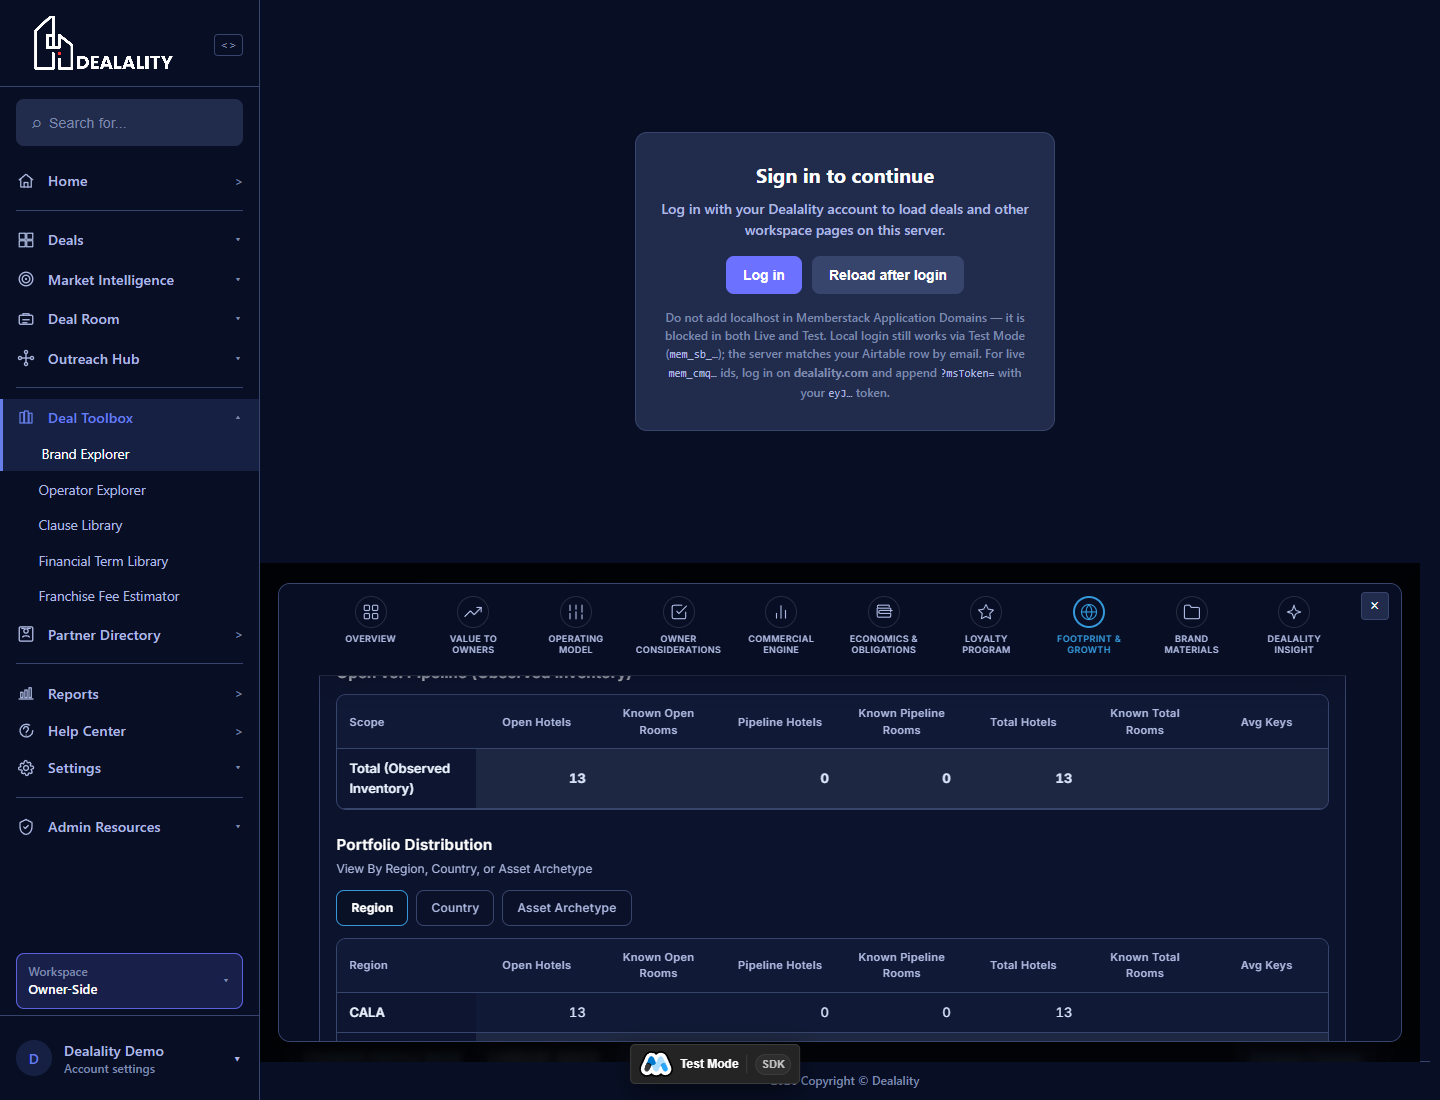 DEALALITY
<>
Search for...
Home
Deals
Market Intelligence
Deal Room
Outreach Hub
Deal Toolbox
Brand Explorer
Operator Explorer
Clause Library
Financial Term Library
Franchise Fee Estimator
Partner Directory
Reports
Help Center
Settings
Admin Resources
Workspace
Owner-Side
D
Dealality Demo
Account settings
Sign in to continue
Log in with your Dealality account to load deals and other
workspace pages on this server.
Log in
Reload after login
Do not add localhost in Memberstack Application Domains — it is
blocked in both Live and Test. Local login still works via Test Mode
(mem_sb_…); the server matches your Airtable row by email. For live
mem_cmq… ids, log in on dealality.com and append ?msToken= with
your eyJ… token.
OVERVIEW
VALUE TO
OWNERS
OPERATING
MODEL
OWNER
CONSIDERATIONS
COMMERCIAL
ENGINE
ECONOMICS &
OBLIGATIONS
LOYALTY
PROGRAM
FOOTPRINT &
GROWTH
BRAND
MATERIALS
DEALALITY
INSIGHT
×
Open vs. Pipeline (Observed Inventory)
Scope
Open Hotels
Known Open
Rooms
Pipeline Hotels
Known Pipeline
Rooms
Total Hotels
Known Total
Rooms
Avg Keys
Total (Observed
Inventory)
13
0
0
13
Portfolio Distribution
View By Region, Country, or Asset Archetype
Region
Country
Asset Archetype
Region
Open Hotels
Known Open
Rooms
Pipeline Hotels
Known Pipeline
Rooms
Total Hotels
Known Total
Rooms
Avg Keys
CALA
13
0
0
13
Test Mode
SDK
Copyright © Dealality